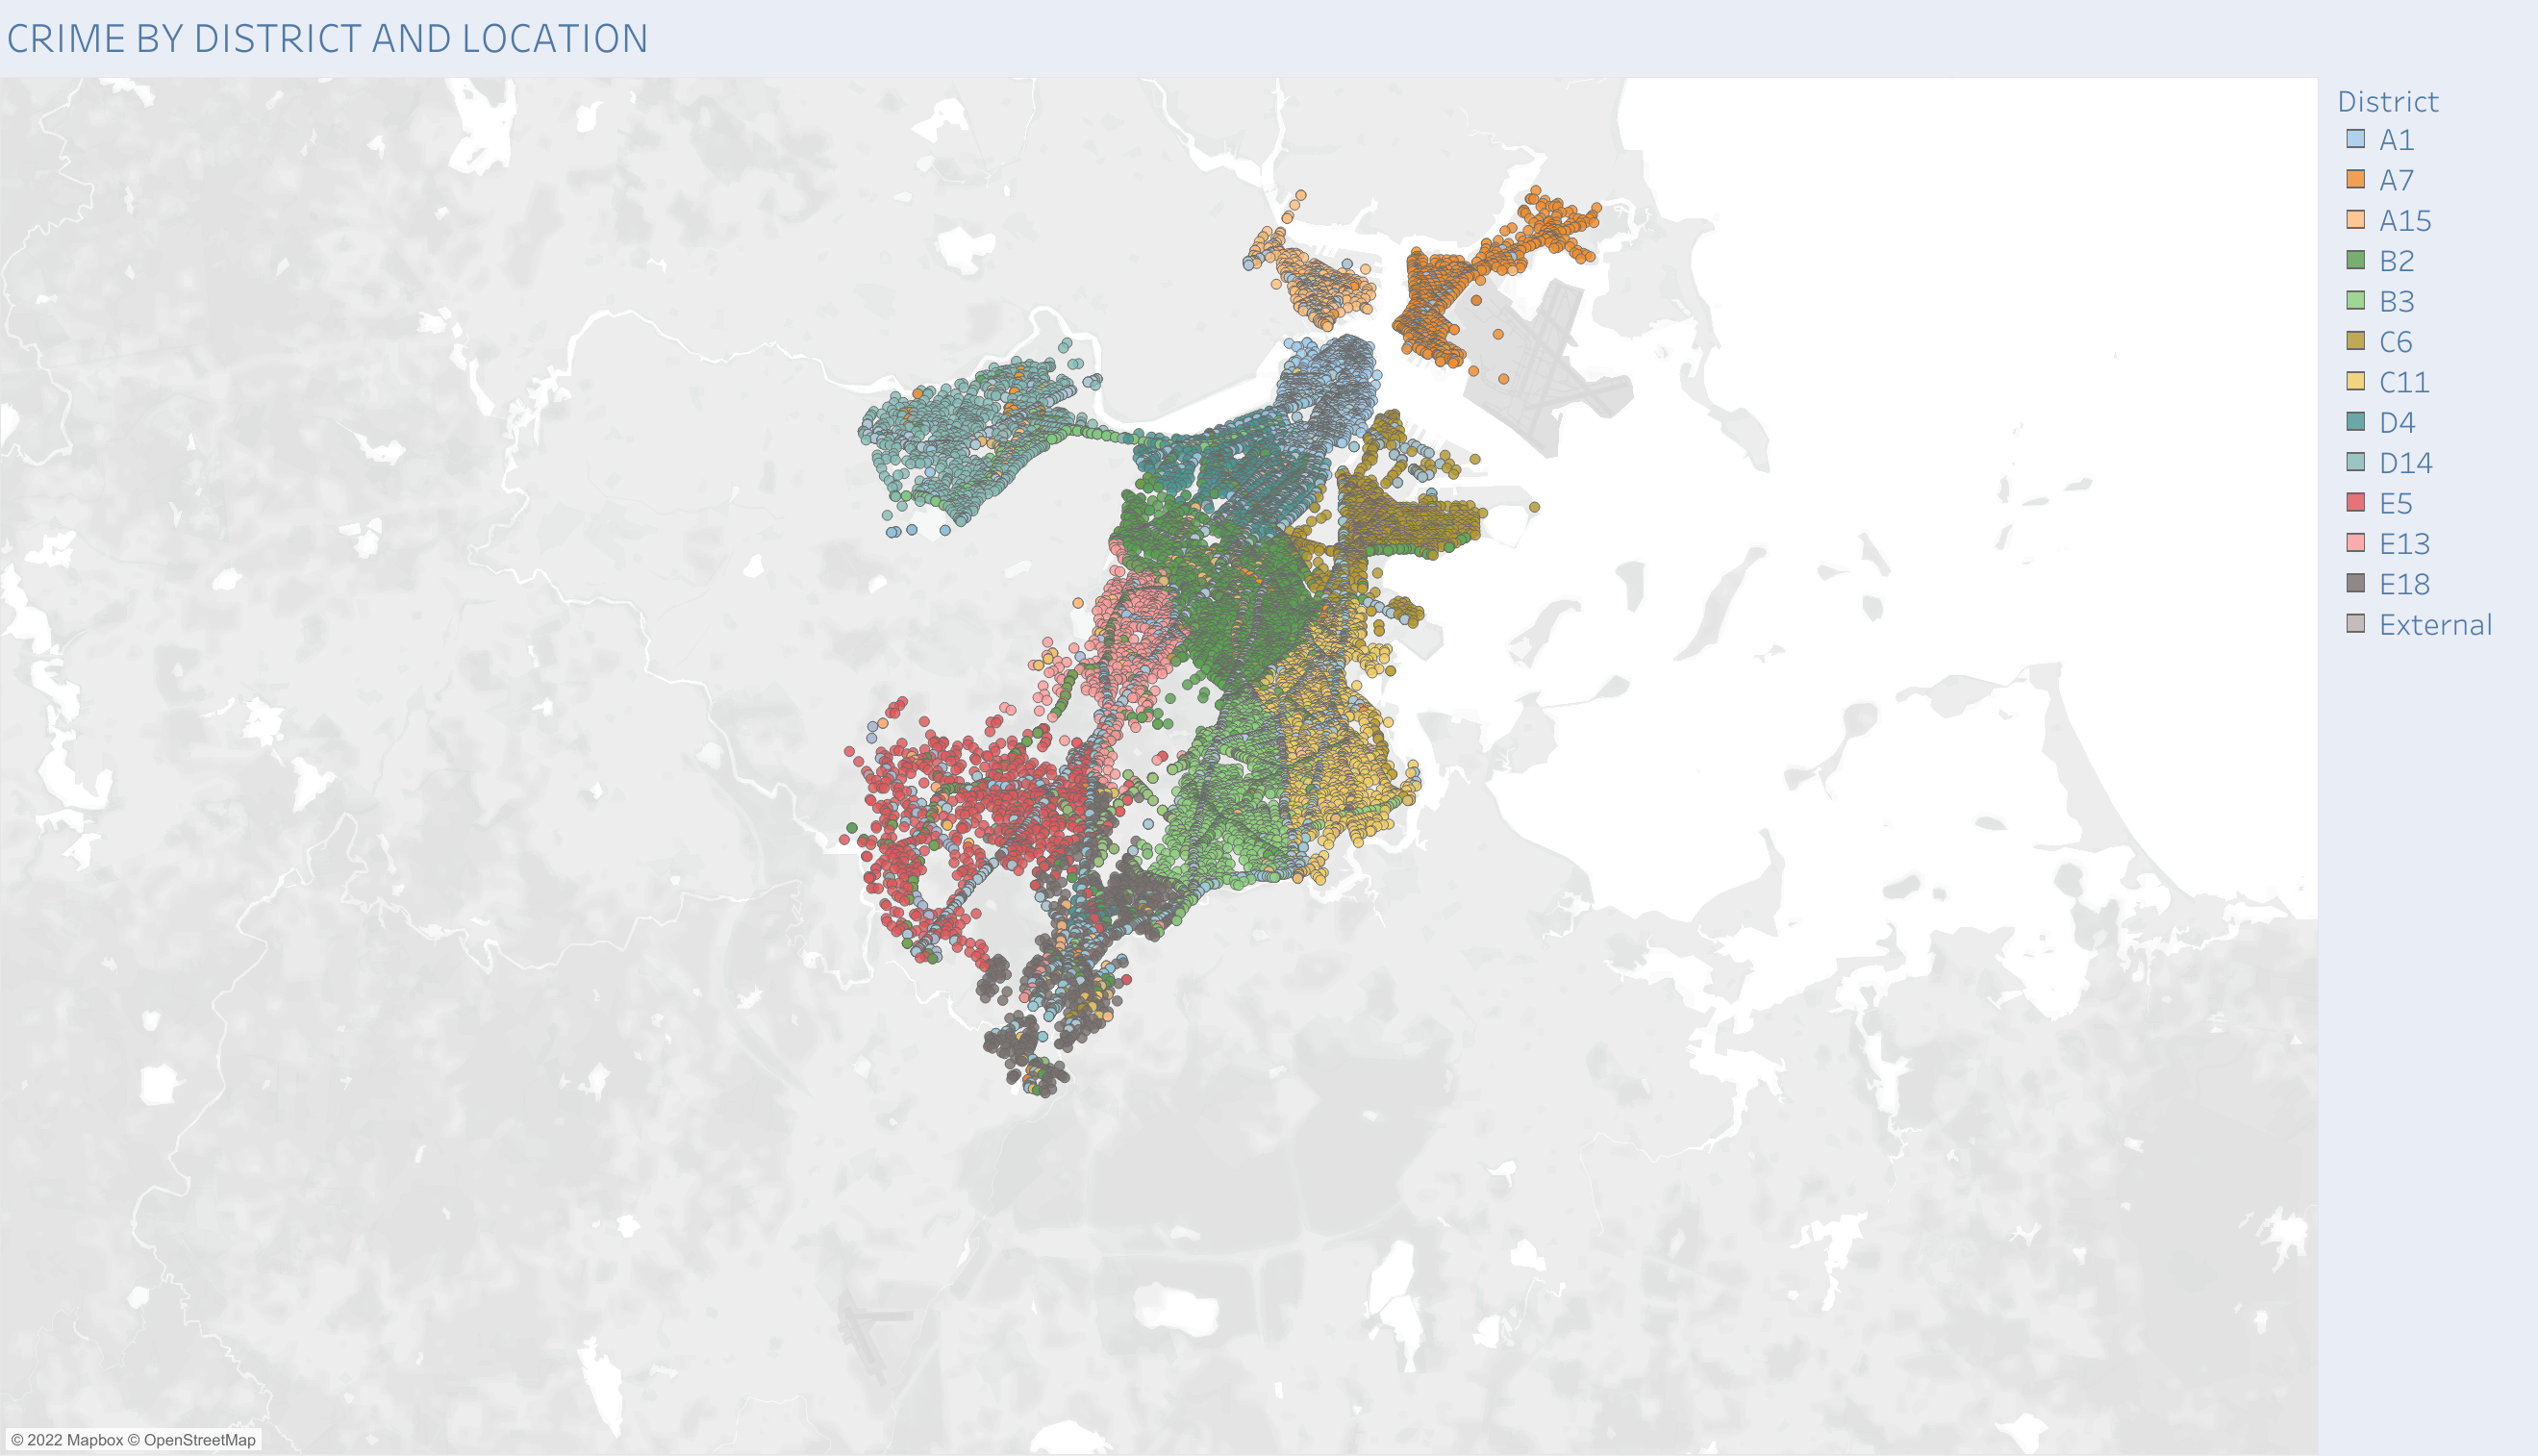 CRIME BY DISTRICT AND LOCATION
District
A1
A7
A15
B2
B3
C6
C11
D4
D14
E5
E13
E18
External
© 2022 Mapbox © OpenStreetMap